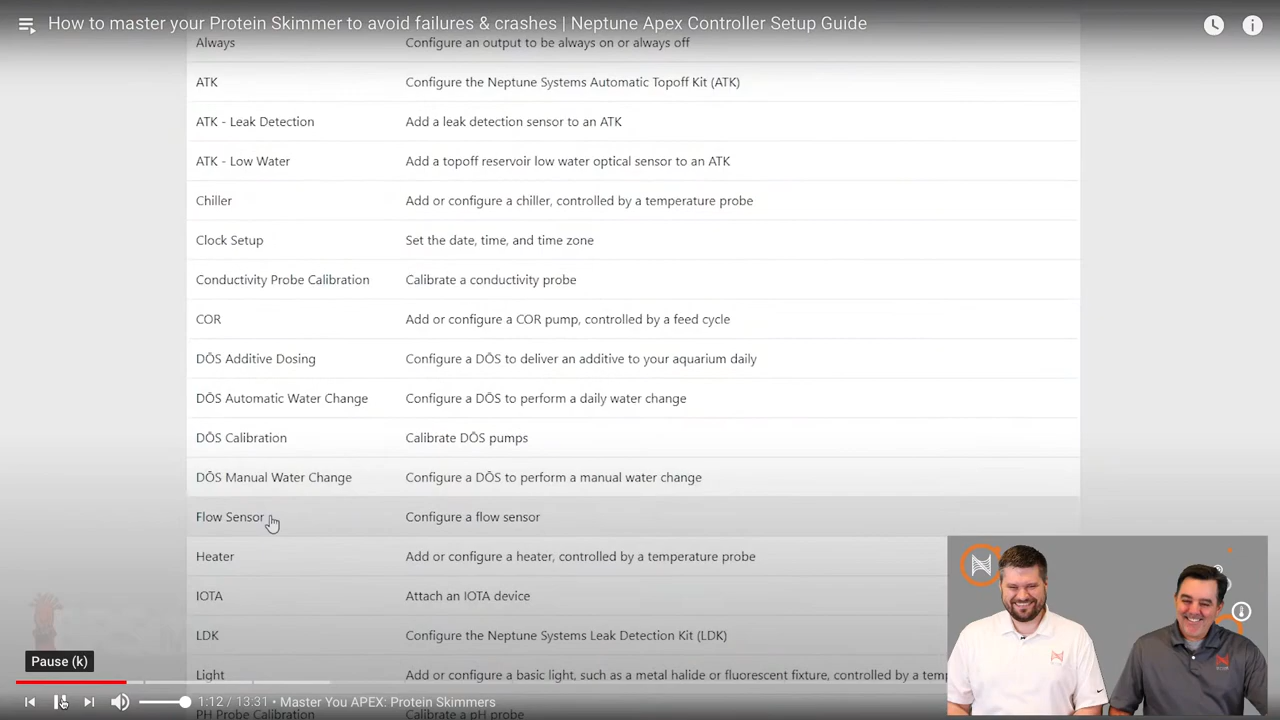 How to master your Protein Skimmer to avoid failures & crashes | Neptune Apex Controller Setup Guide
Always Configure an output to be always on or always off
ATK Configure the Neptune Systems Automatic Topoff Kit (ATK)
ATK - Leak Detection Add a leak detection sensor to an ATK
ATK - Low Water Add a topoff reservoir low water optical sensor to an ATK
Chiller Add or configure a chiller, controlled by a temperature probe
Clock Setup Set the date, time, and time zone
Conductivity Probe Calibration Calibrate a conductivity probe
COR Add or configure a COR pump, controlled by a feed cycle
DŌS Additive Dosing Configure a DŌS to deliver an additive to your aquarium daily
DŌS Automatic Water Change Configure a DŌS to perform a daily water change
DŌS Calibration Calibrate DŌS pumps
DŌS Manual Water Change Configure a DŌS to perform a manual water change
Flow Sensor Configure a flow sensor
Heater Add or configure a heater, controlled by a temperature probe
IOTA Attach an IOTA device
LDK Configure the Neptune Systems Leak Detection Kit (LDK)
Pause (k)
Light Add or configure a basic light, such as a metal halide or fluorescent fixture, controlled by a temp
1:12 / 13:31 • Master You APEX: Protein Skimmers
PH Probe Calibration Calibrate a pH probe